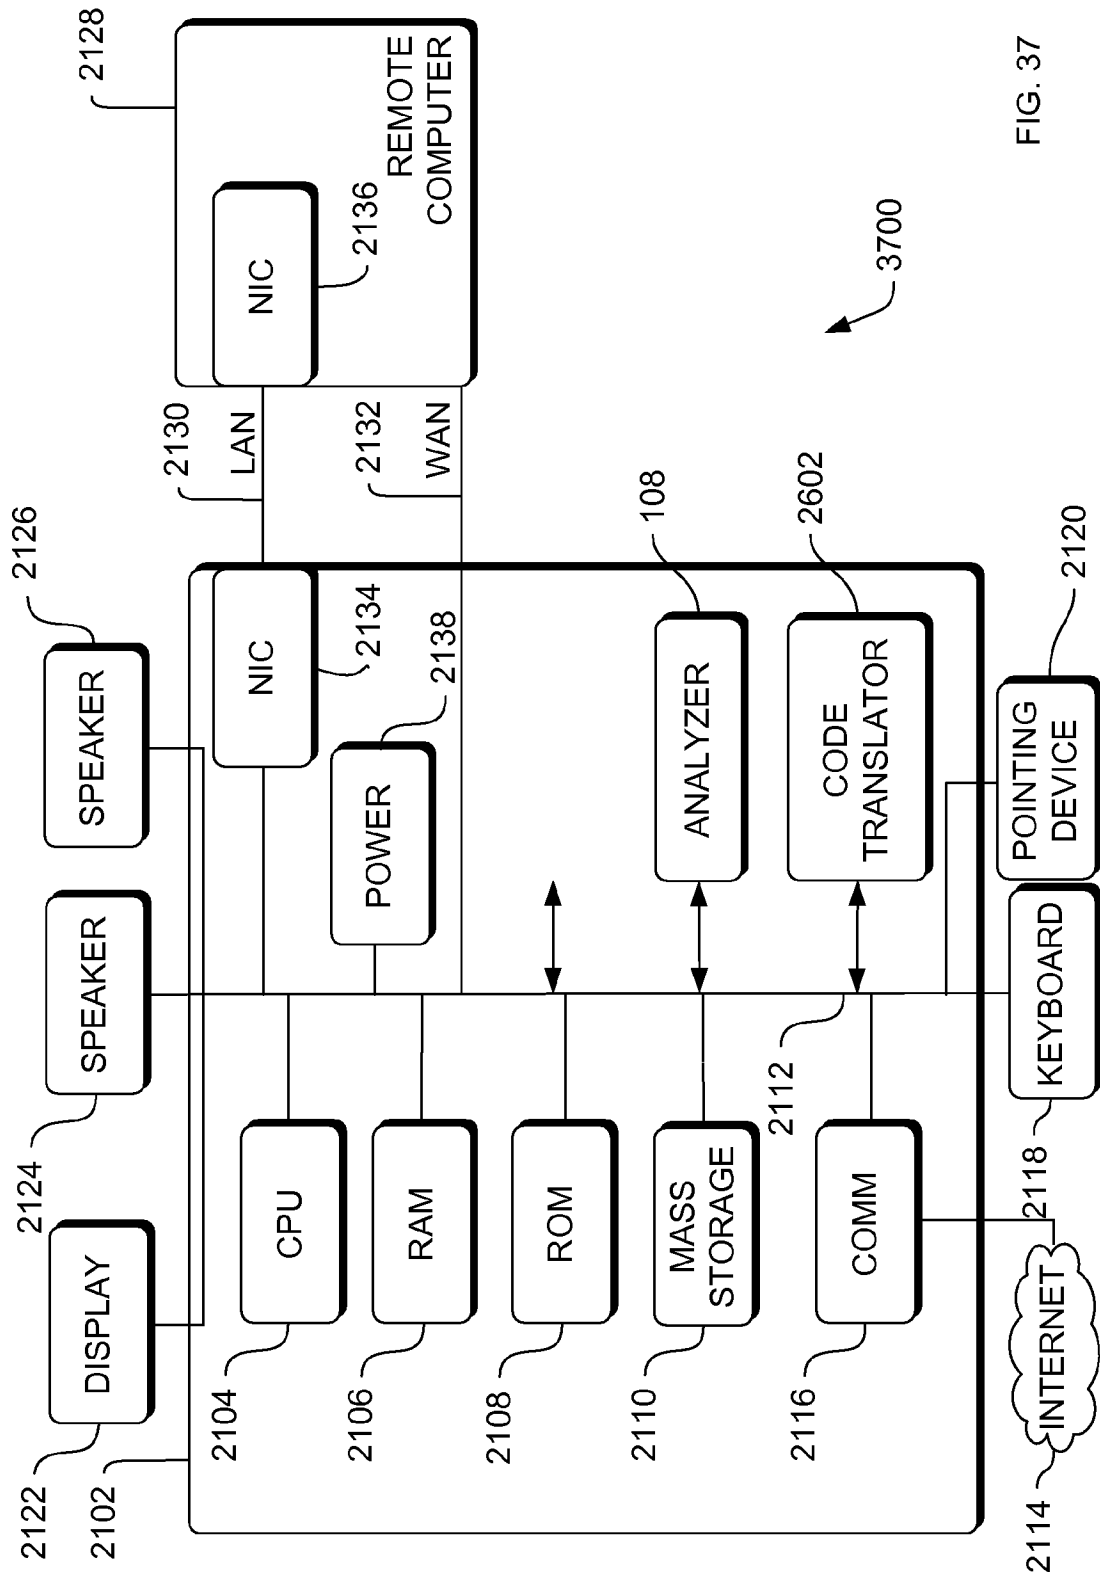 2122
2124
2126
2128
DISPLAY
SPEAKER
SPEAKER
2102
2130
LAN
NIC
REMOTE
COMPUTER
2136
NIC
2134
2132
WAN
2104
CPU
POWER
2138
2106
RAM
2108
ROM
2110
MASS
STORAGE
ANALYZER
108
2112
2116
COMM
CODE
TRANSLATOR
2602
3700
2114
INTERNET
2118
KEYBOARD
POINTING
DEVICE
2120
FIG. 37